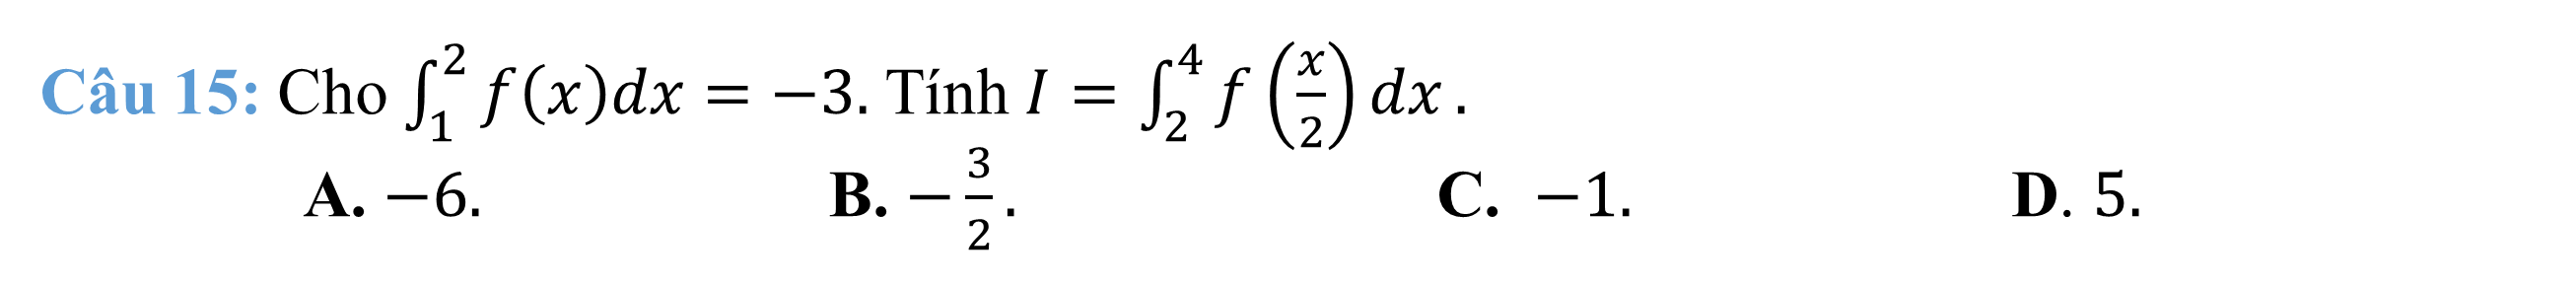 Câu 15: Cho ∫₁² f(x)dx = −3. Tính I = ∫₂⁴ f(x/2) dx .
A. −6. B. −3/2. C. −1. D. 5.